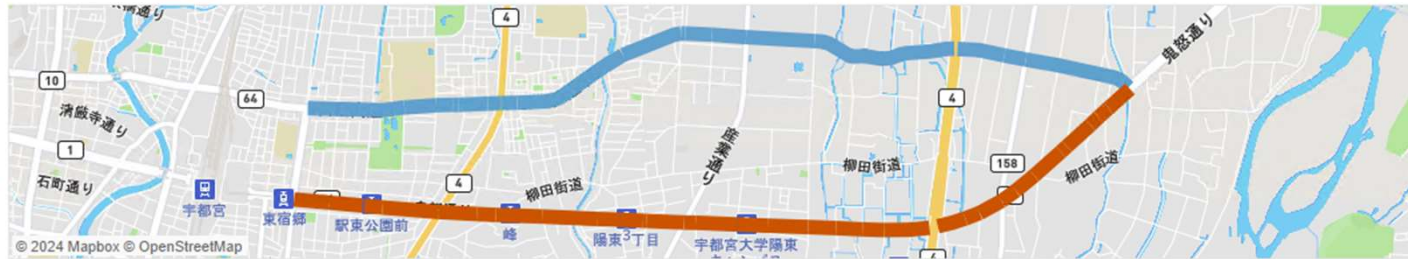 4
鬼怒通り
10
64
清厳寺通り
4
1
産業通り
石町通り
4
柳田街道
柳田街道
158
柳田街道
宇都宮
東宿郷
駅東公園前
峰
陽東3丁目
宇都宮大学陽東
© 2024 Mapbox © OpenStreetMap